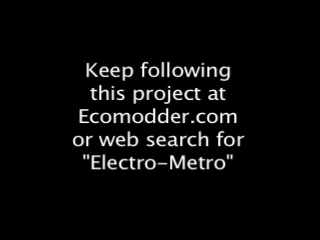 Keep following
this project at
Ecomodder.com
or web search for
"Electro-Metro"